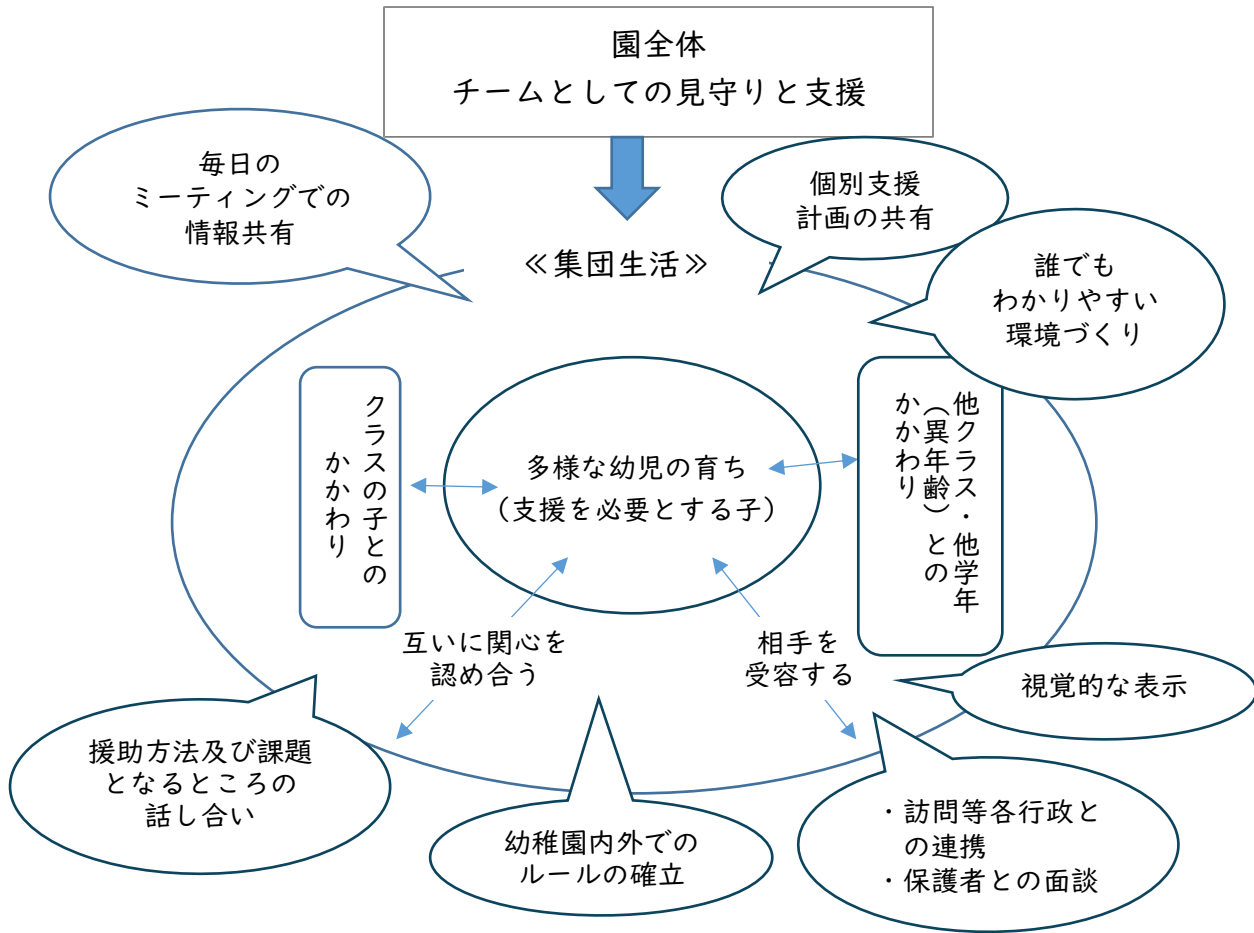 園全体
チームとしての見守りと支援
毎日の
ミーティングでの
情報共有
個別支援
計画の共有
≪集団生活≫
誰でも
わかりやすい
環境づくり
クラスの子との
かかわり
多様な幼児の育ち
（支援を必要とする子）
他クラス・他学年
（異年齢）との
かかわり
互いに関心を
認め合う
相手を
受容する
視覚的な表示
援助方法及び課題
となるところの
話し合い
幼稚園内外での
ルールの確立
・訪問等各行政と
の連携
・保護者との面談